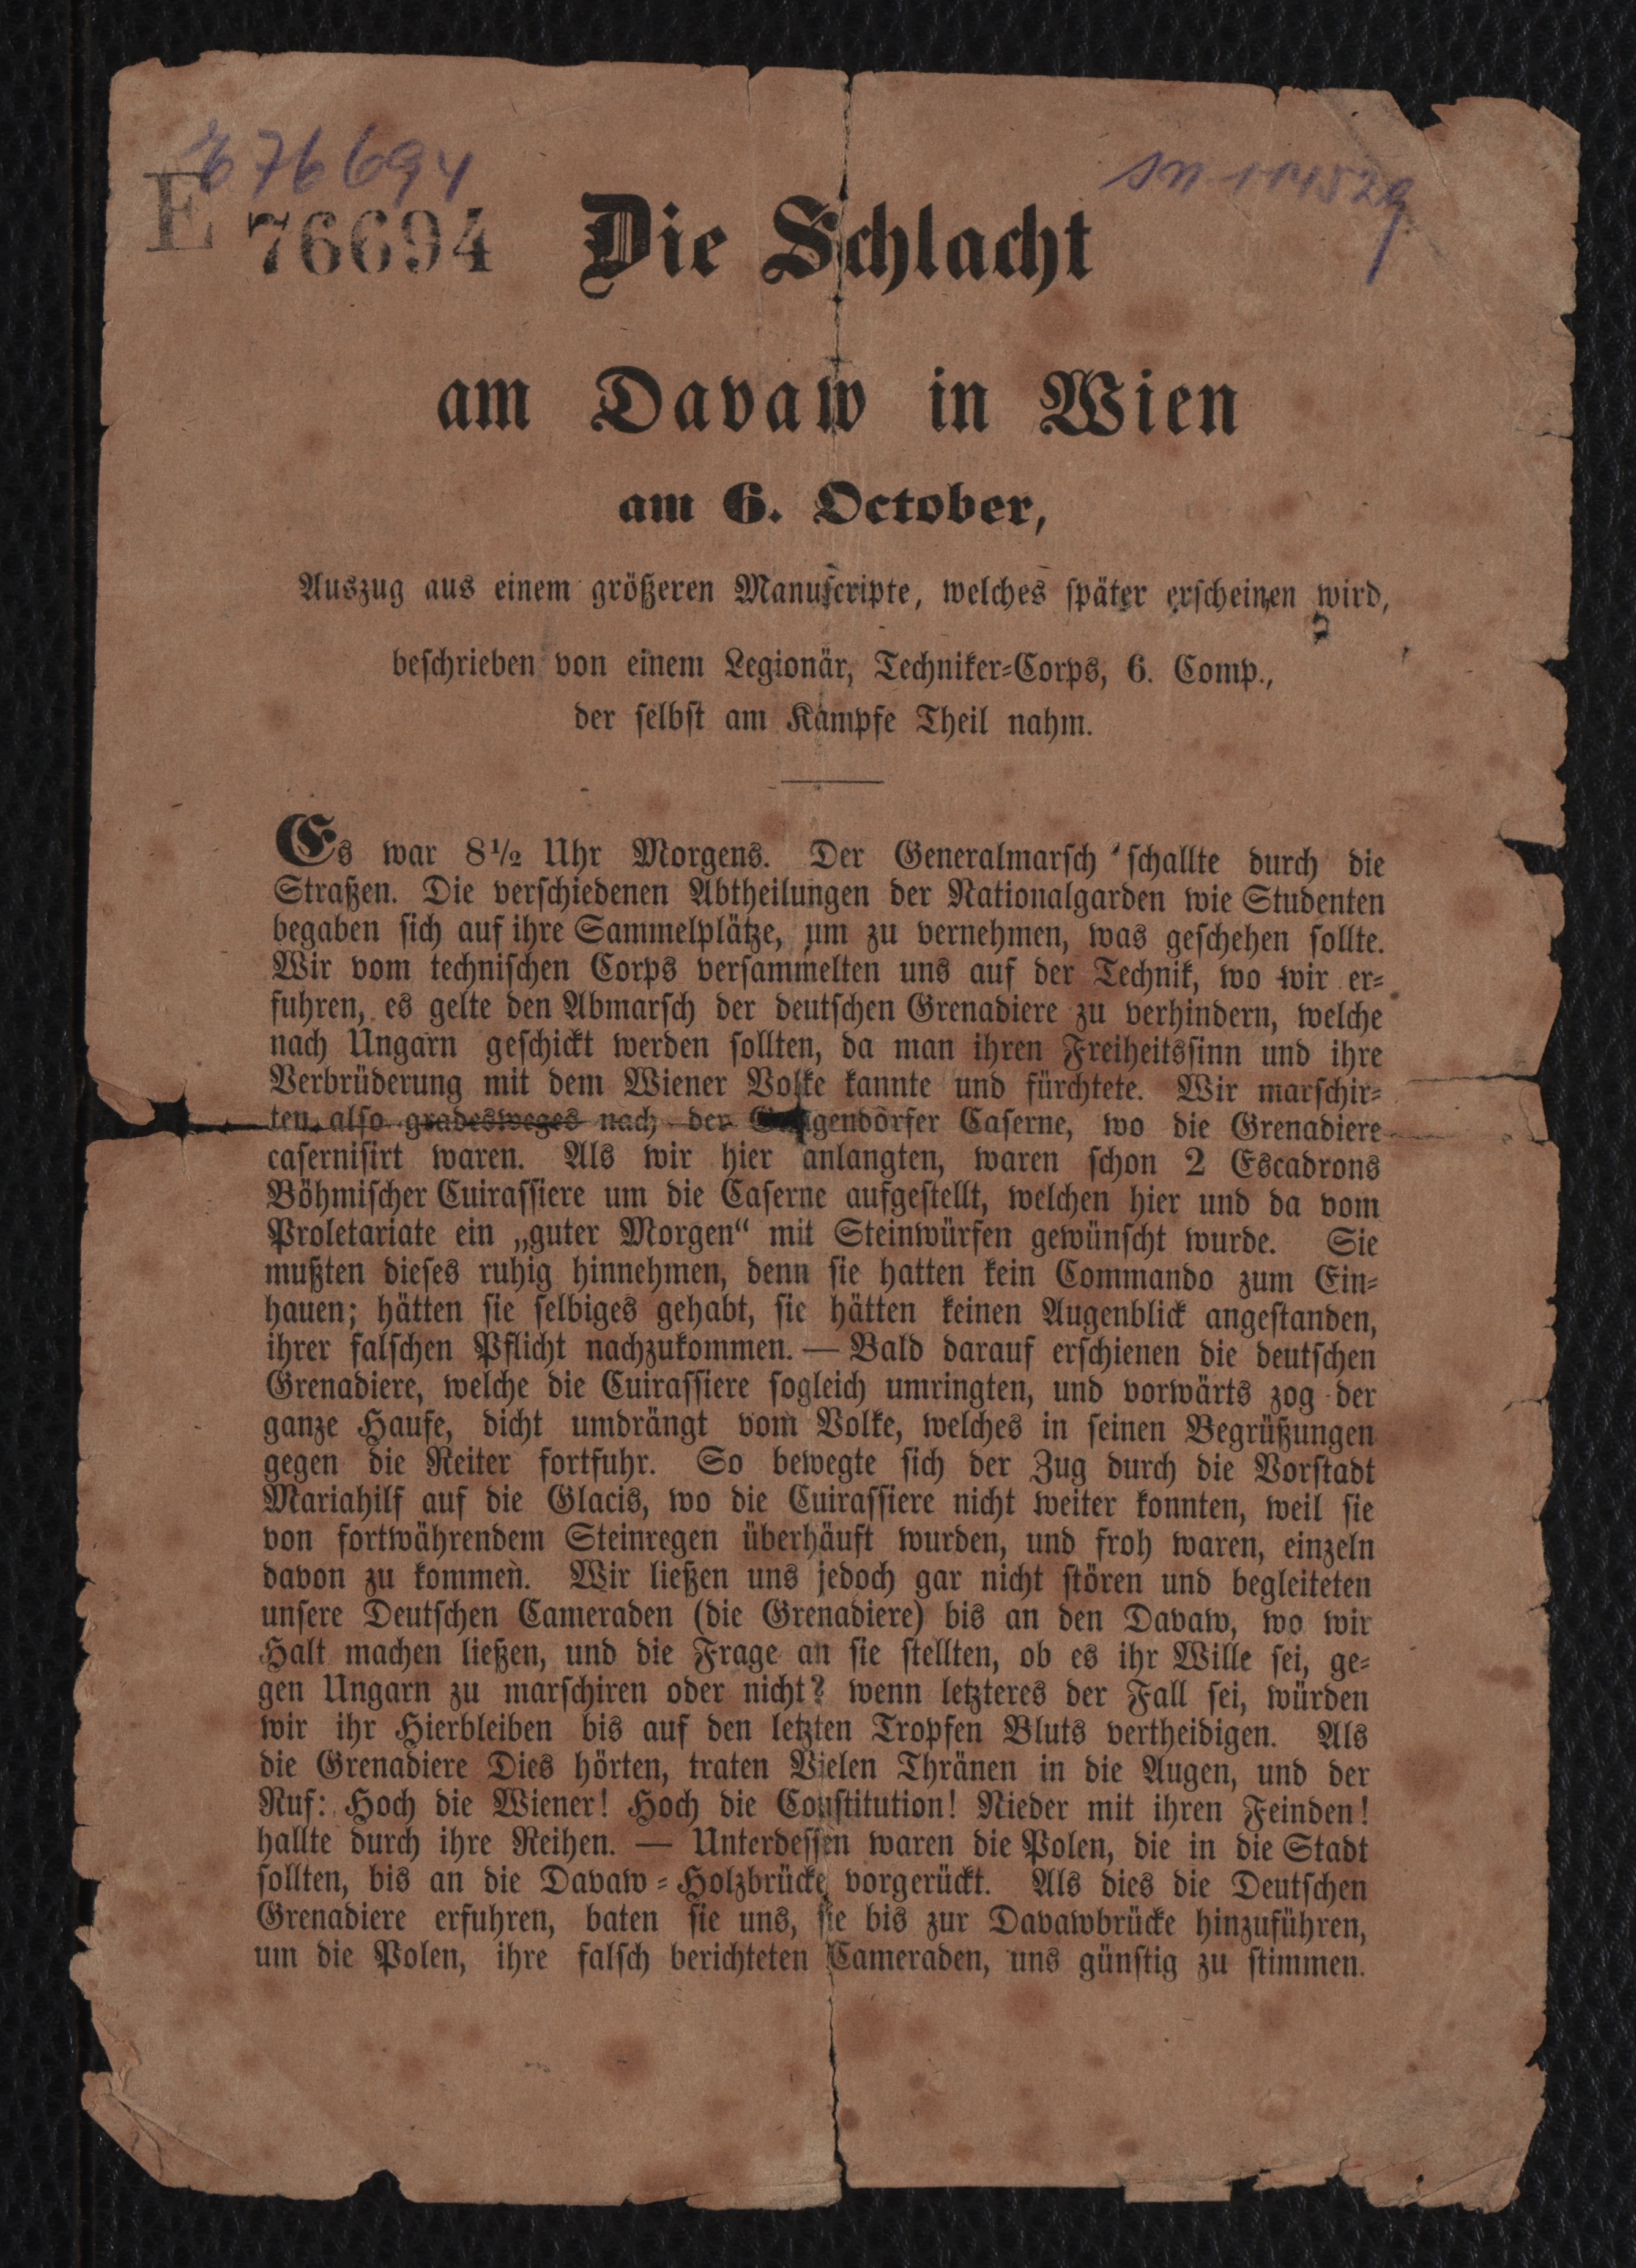 E 76694
E 76694
Die Schlacht
am Davaw in Wien
am 6. October,
Auszug aus einem größeren Manuscripte, welches später erscheinen wird,
beschrieben von einem Legionär, Techniker-Corps, 6. Comp.,
der selbst am Kampfe Theil nahm.
Es war 8½ Uhr Morgens. Der Generalmarsch schallte durch die
Straßen. Die verschiedenen Abtheilungen der Nationalgarden wie Studenten
begaben sich auf ihre Sammelplätze, um zu vernehmen, was geschehen sollte.
Wir vom technischen Corps versammelten uns auf der Technik, wo wir er-
fuhren, es gelte den Abmarsch der deutschen Grenadiere zu verhindern, welche
nach Ungarn geschickt werden sollten, da man ihren Freiheitssinn und ihre
Verbrüderung mit dem Wiener Volke kannte und fürchtete. Wir marschir-
ten also gradesweges nach der Caserne, wo die Grenadiere
casernisirt waren. Als wir hier anlangten, waren schon 2 Escadrons
Böhmischer Cuirassiere um die Caserne aufgestellt, welchen hier und da vom
Proletariate ein „guter Morgen“ mit Steinwürfen gewünscht wurde. Sie
mußten dieses ruhig hinnehmen, denn sie hatten kein Commando zum Ein-
hauen; hätten sie selbiges gehabt, sie hätten keinen Augenblick angestanden,
ihrer falschen Pflicht nachzukommen. — Bald darauf erschienen die deutschen
Grenadiere, welche die Cuirassiere sogleich umringten, und vorwärts zog der
ganze Haufe, dicht umdrängt vom Volke, welches in seinen Begrüßungen
gegen die Reiter fortfuhr. So bewegte sich der Zug durch die Vorstadt
Mariahilf auf die Glacis, wo die Cuirassiere nicht weiter konnten, weil sie
von fortwährendem Steinregen überhäuft wurden, und froh waren, einzeln
davon zu kommen. Wir ließen uns jedoch gar nicht stören und begleiteten
unsere Deutschen Cameraden (die Grenadiere) bis an den Davaw, wo wir
Halt machen ließen, und die Frage an sie stellten, ob es ihr Wille sei, ge-
gen Ungarn zu marschiren oder nicht? wenn letzteres der Fall sei, würden
wir ihr Hierbleiben bis auf den letzten Tropfen Bluts vertheidigen. Als
die Grenadiere Dies hörten, traten Vielen Thränen in die Augen, und der
Ruf: Hoch die Wiener! Hoch die Constitution! Nieder mit ihren Feinden!
hallte durch ihre Reihen. — Unterdessen waren die Polen, die in die Stadt
sollten, bis an die Davaw-Holzbrücke vorgerückt. Als dies die Deutschen
Grenadiere erfuhren, baten sie uns, sie bis zur Davawbrücke hinzuführen,
um die Polen, ihre falsch berichteten Cameraden, uns günstig zu stimmen.